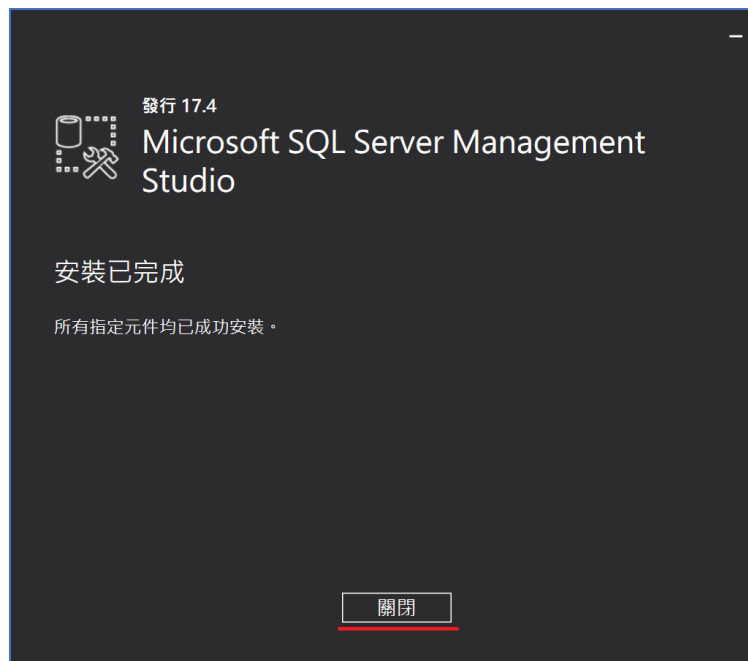 發行 17.4
Microsoft SQL Server Management
Studio
安裝已完成
所有指定元件均已成功安裝。
關閉